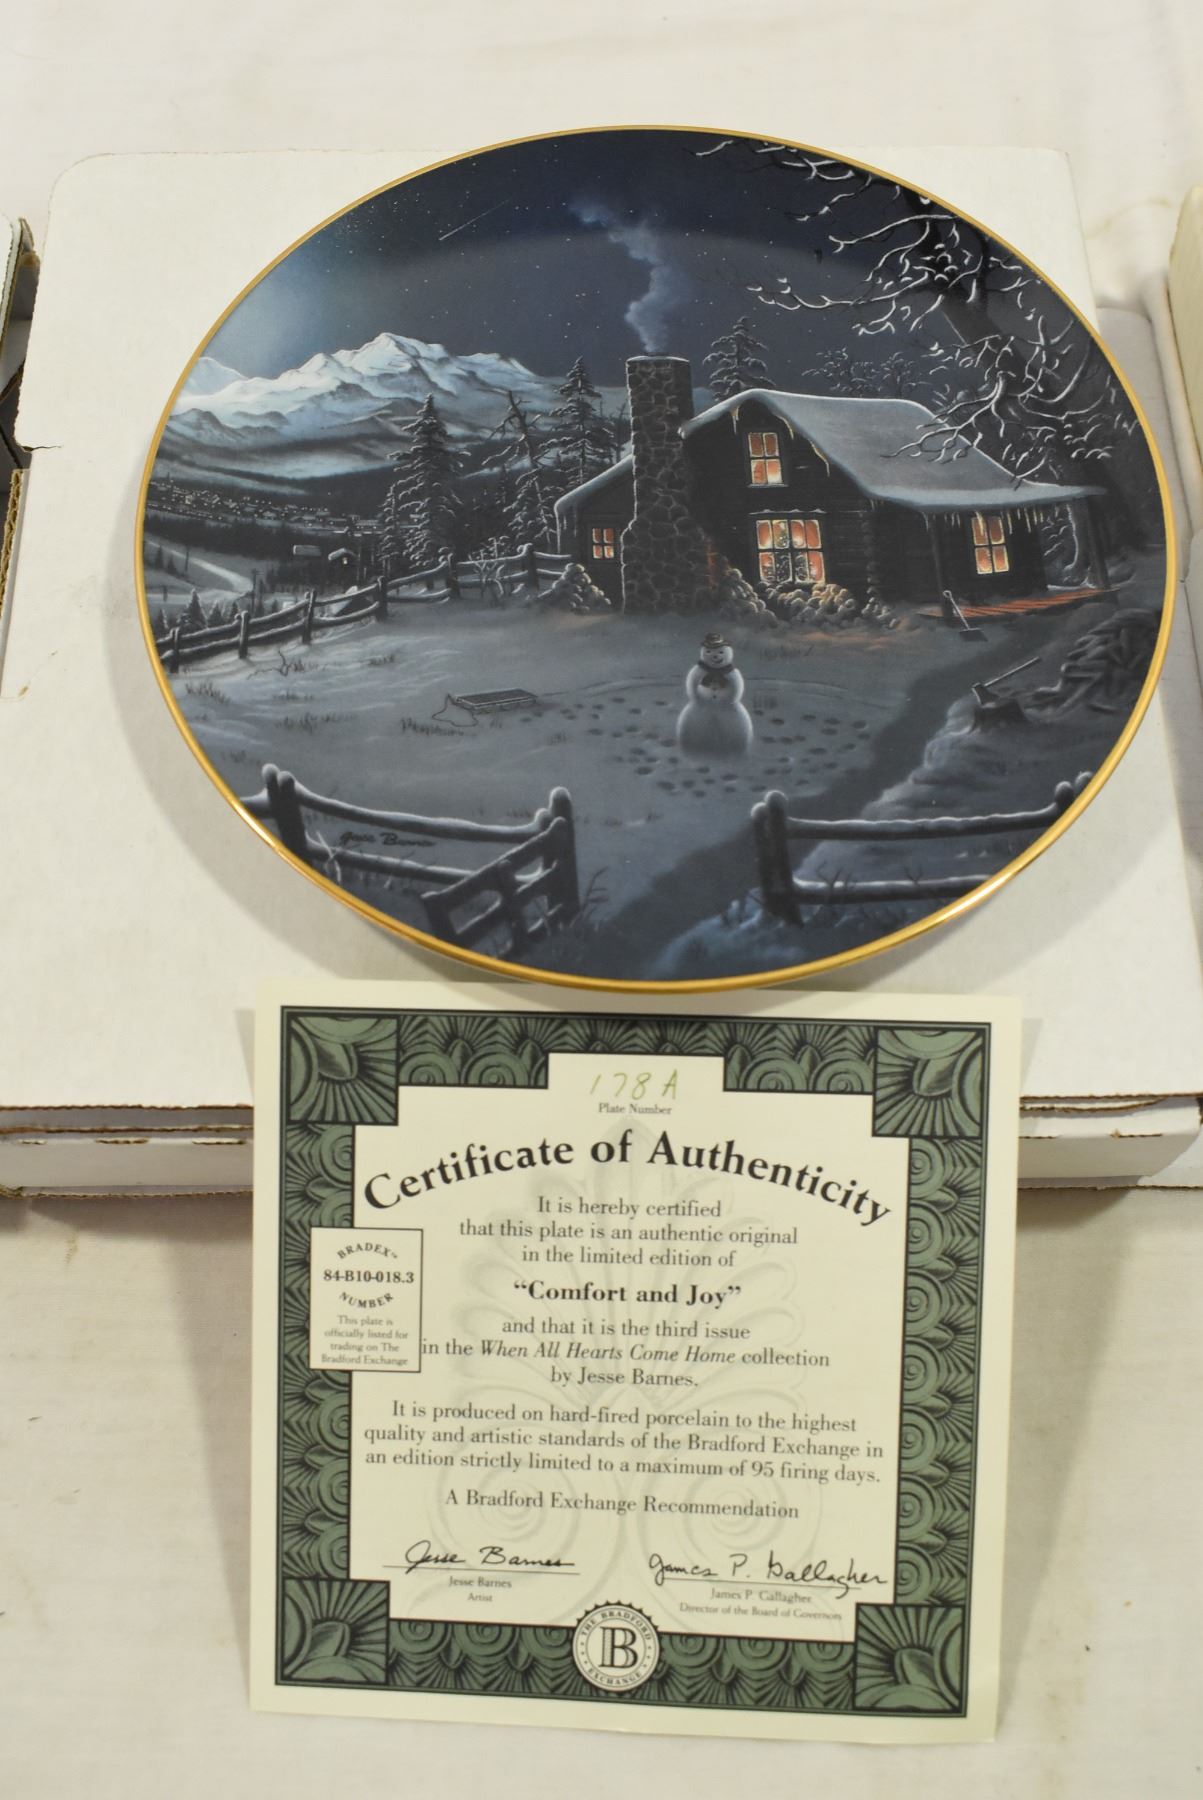 Jesse Barnes
178A
Plate Number
Certificate of Authenticity
It is hereby certified
that this plate is an authentic original
in the limited edition of
“Comfort and Joy”
and that it is the third issue
in the When All Hearts Come Home collection
by Jesse Barnes.
BRADEX™
84-B10-018.3
NUMBER
This plate is
officially listed for
trading on The
Bradford Exchange
It is produced on hard-fired porcelain to the highest
quality and artistic standards of the Bradford Exchange in
an edition strictly limited to a maximum of 95 firing days.
A Bradford Exchange Recommendation
Jesse Barnes
Jesse Barnes
Artist
James P. Gallagher
James P. Gallagher
Director of the Board of Governors
THE BRADFORD
B
EXCHANGE